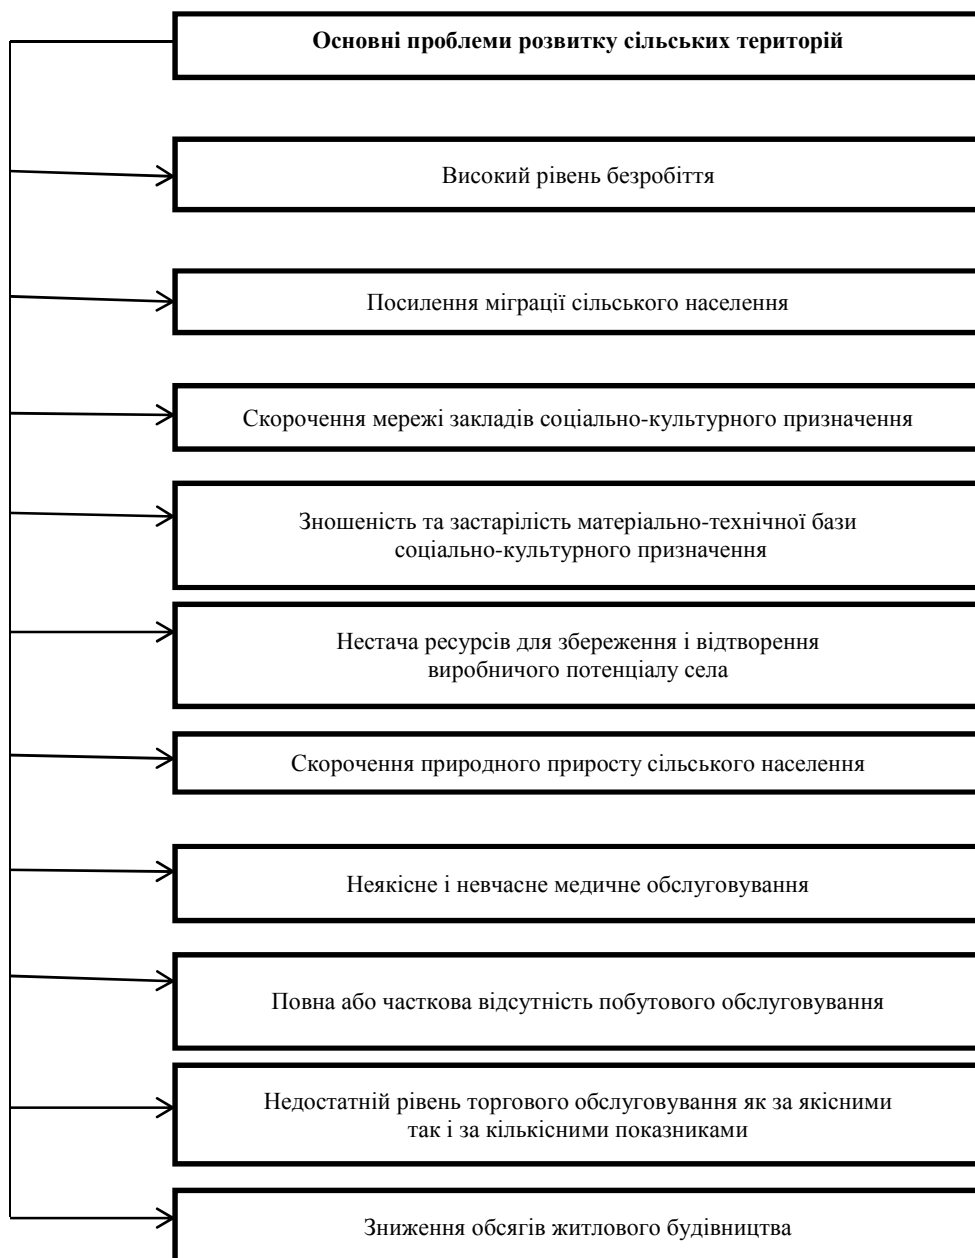 Основні проблеми розвитку сільських територій
Високий рівень безробіття
Посилення міграції сільського населення
Скорочення мережі закладів соціально-культурного призначення
Зношеність та застарілість матеріально-технічної бази
соціально-культурного призначення
Нестача ресурсів для збереження і відтворення
виробничого потенціалу села
Скорочення природного приросту сільського населення
Неякісне і невчасне медичне обслуговування
Повна або часткова відсутність побутового обслуговування
Недостатній рівень торгового обслуговування як за якісними
так і за кількісними показниками
Зниження обсягів житлового будівництва